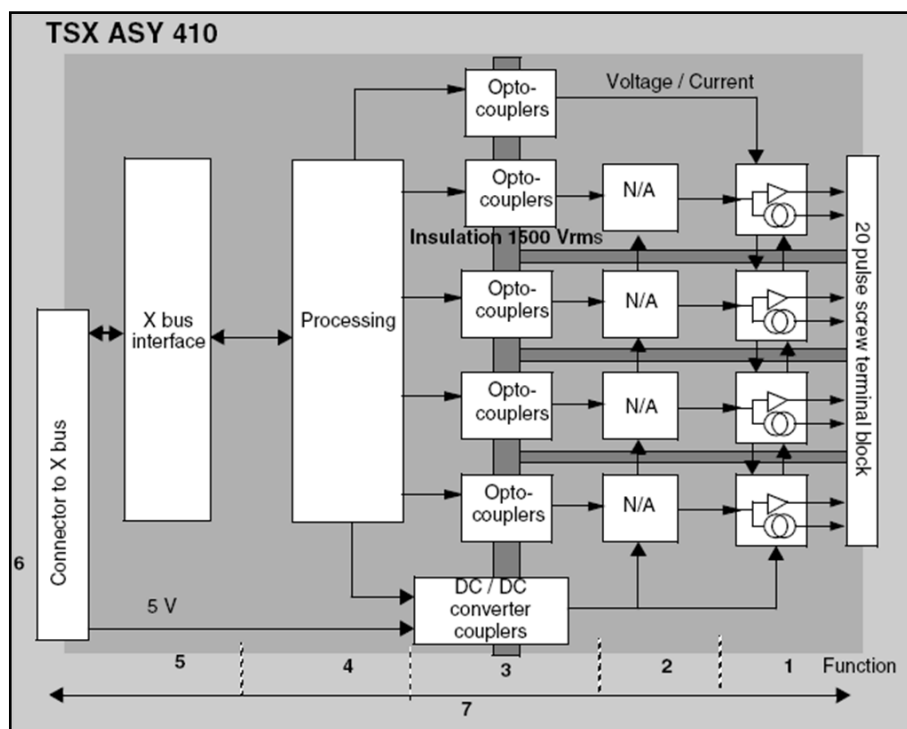 TSX ASY 410
Opto-
couplers
Voltage / Current
Opto-
couplers
N/A
Insulation 1500 Vrms
Opto-
couplers
N/A
X bus
interface
Processing
Opto-
couplers
N/A
Opto-
couplers
N/A
20 pulse screw terminal block
Connector to X bus
6
5 V
DC / DC
converter
couplers
5
4
3
2
1
Function
7